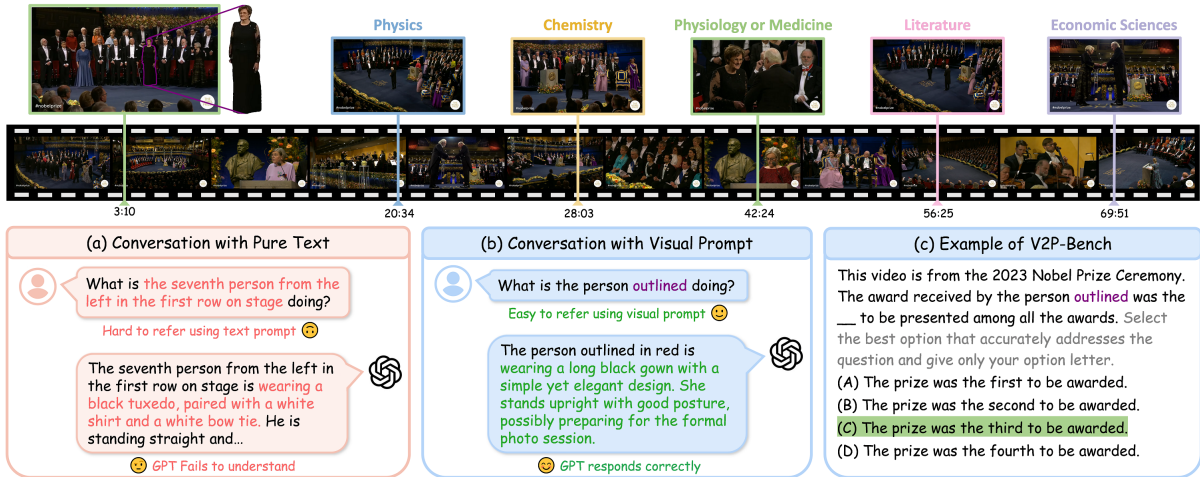 Physics
Chemistry
Physiology or Medicine
Literature
Economic Sciences
#nobelprize
#nobelprize
#nobelprize
#nobelprize
#nobelprize
#nobelprize
3:10
20:34
28:03
42:24
56:25
69:51
(a) Conversation with Pure Text
What is the seventh person from the
left in the first row on stage doing?
Hard to refer using text prompt
The seventh person from the left in
the first row on stage is wearing a
black tuxedo, paired with a white
shirt and a white bow tie. He is
standing straight and...
GPT Fails to understand
(b) Conversation with Visual Prompt
What is the person outlined doing?
Easy to refer using visual prompt
The person outlined in red is
wearing a long black gown with a
simple yet elegant design. She
stands upright with good posture,
possibly preparing for the formal
photo session.
GPT responds correctly
(c) Example of V2P-Bench
This video is from the 2023 Nobel Prize Ceremony.
The award received by the person outlined was the
__ to be presented among all the awards. Select
the best option that accurately addresses the
question and give only your option letter.
(A) The prize was the first to be awarded.
(B) The prize was the second to be awarded.
(C) The prize was the third to be awarded.
(D) The prize was the fourth to be awarded.